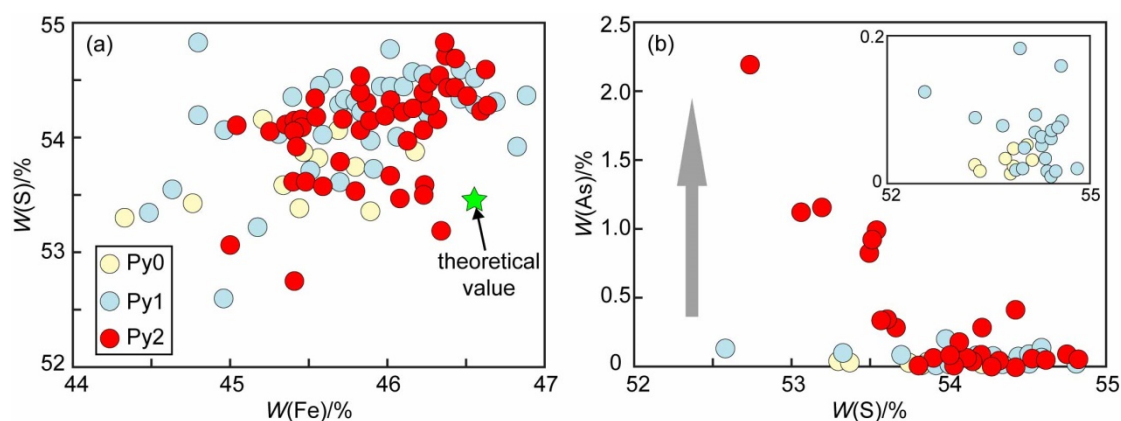 (a)
55
54
53
52
W(S)/%
Py0
Py1
Py2
theoretical
value
44
45
46
47
W(Fe)/%
(b)
2.5
2.0
1.5
1.0
0.5
0
W(As)/%
0.2
0
52
55
52
53
54
55
W(S)/%